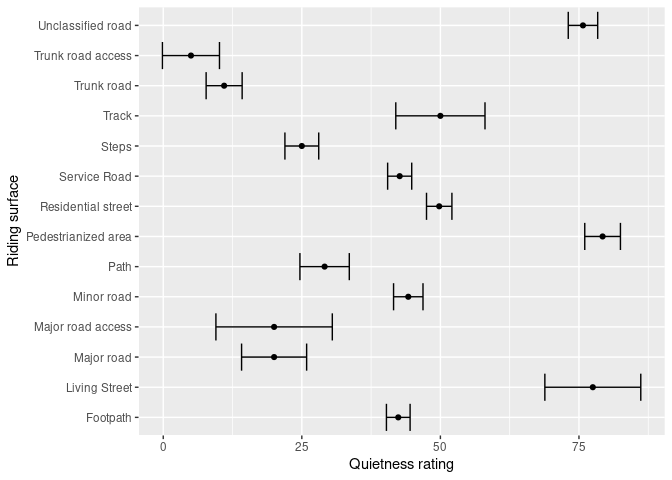 Unclassified road
Trunk road access
Trunk road
Track
Steps
Service Road
Residential street
Pedestrianized area
Path
Minor road
Major road access
Major road
Living Street
Footpath
Riding surface
0 25 50 75
Quietness rating